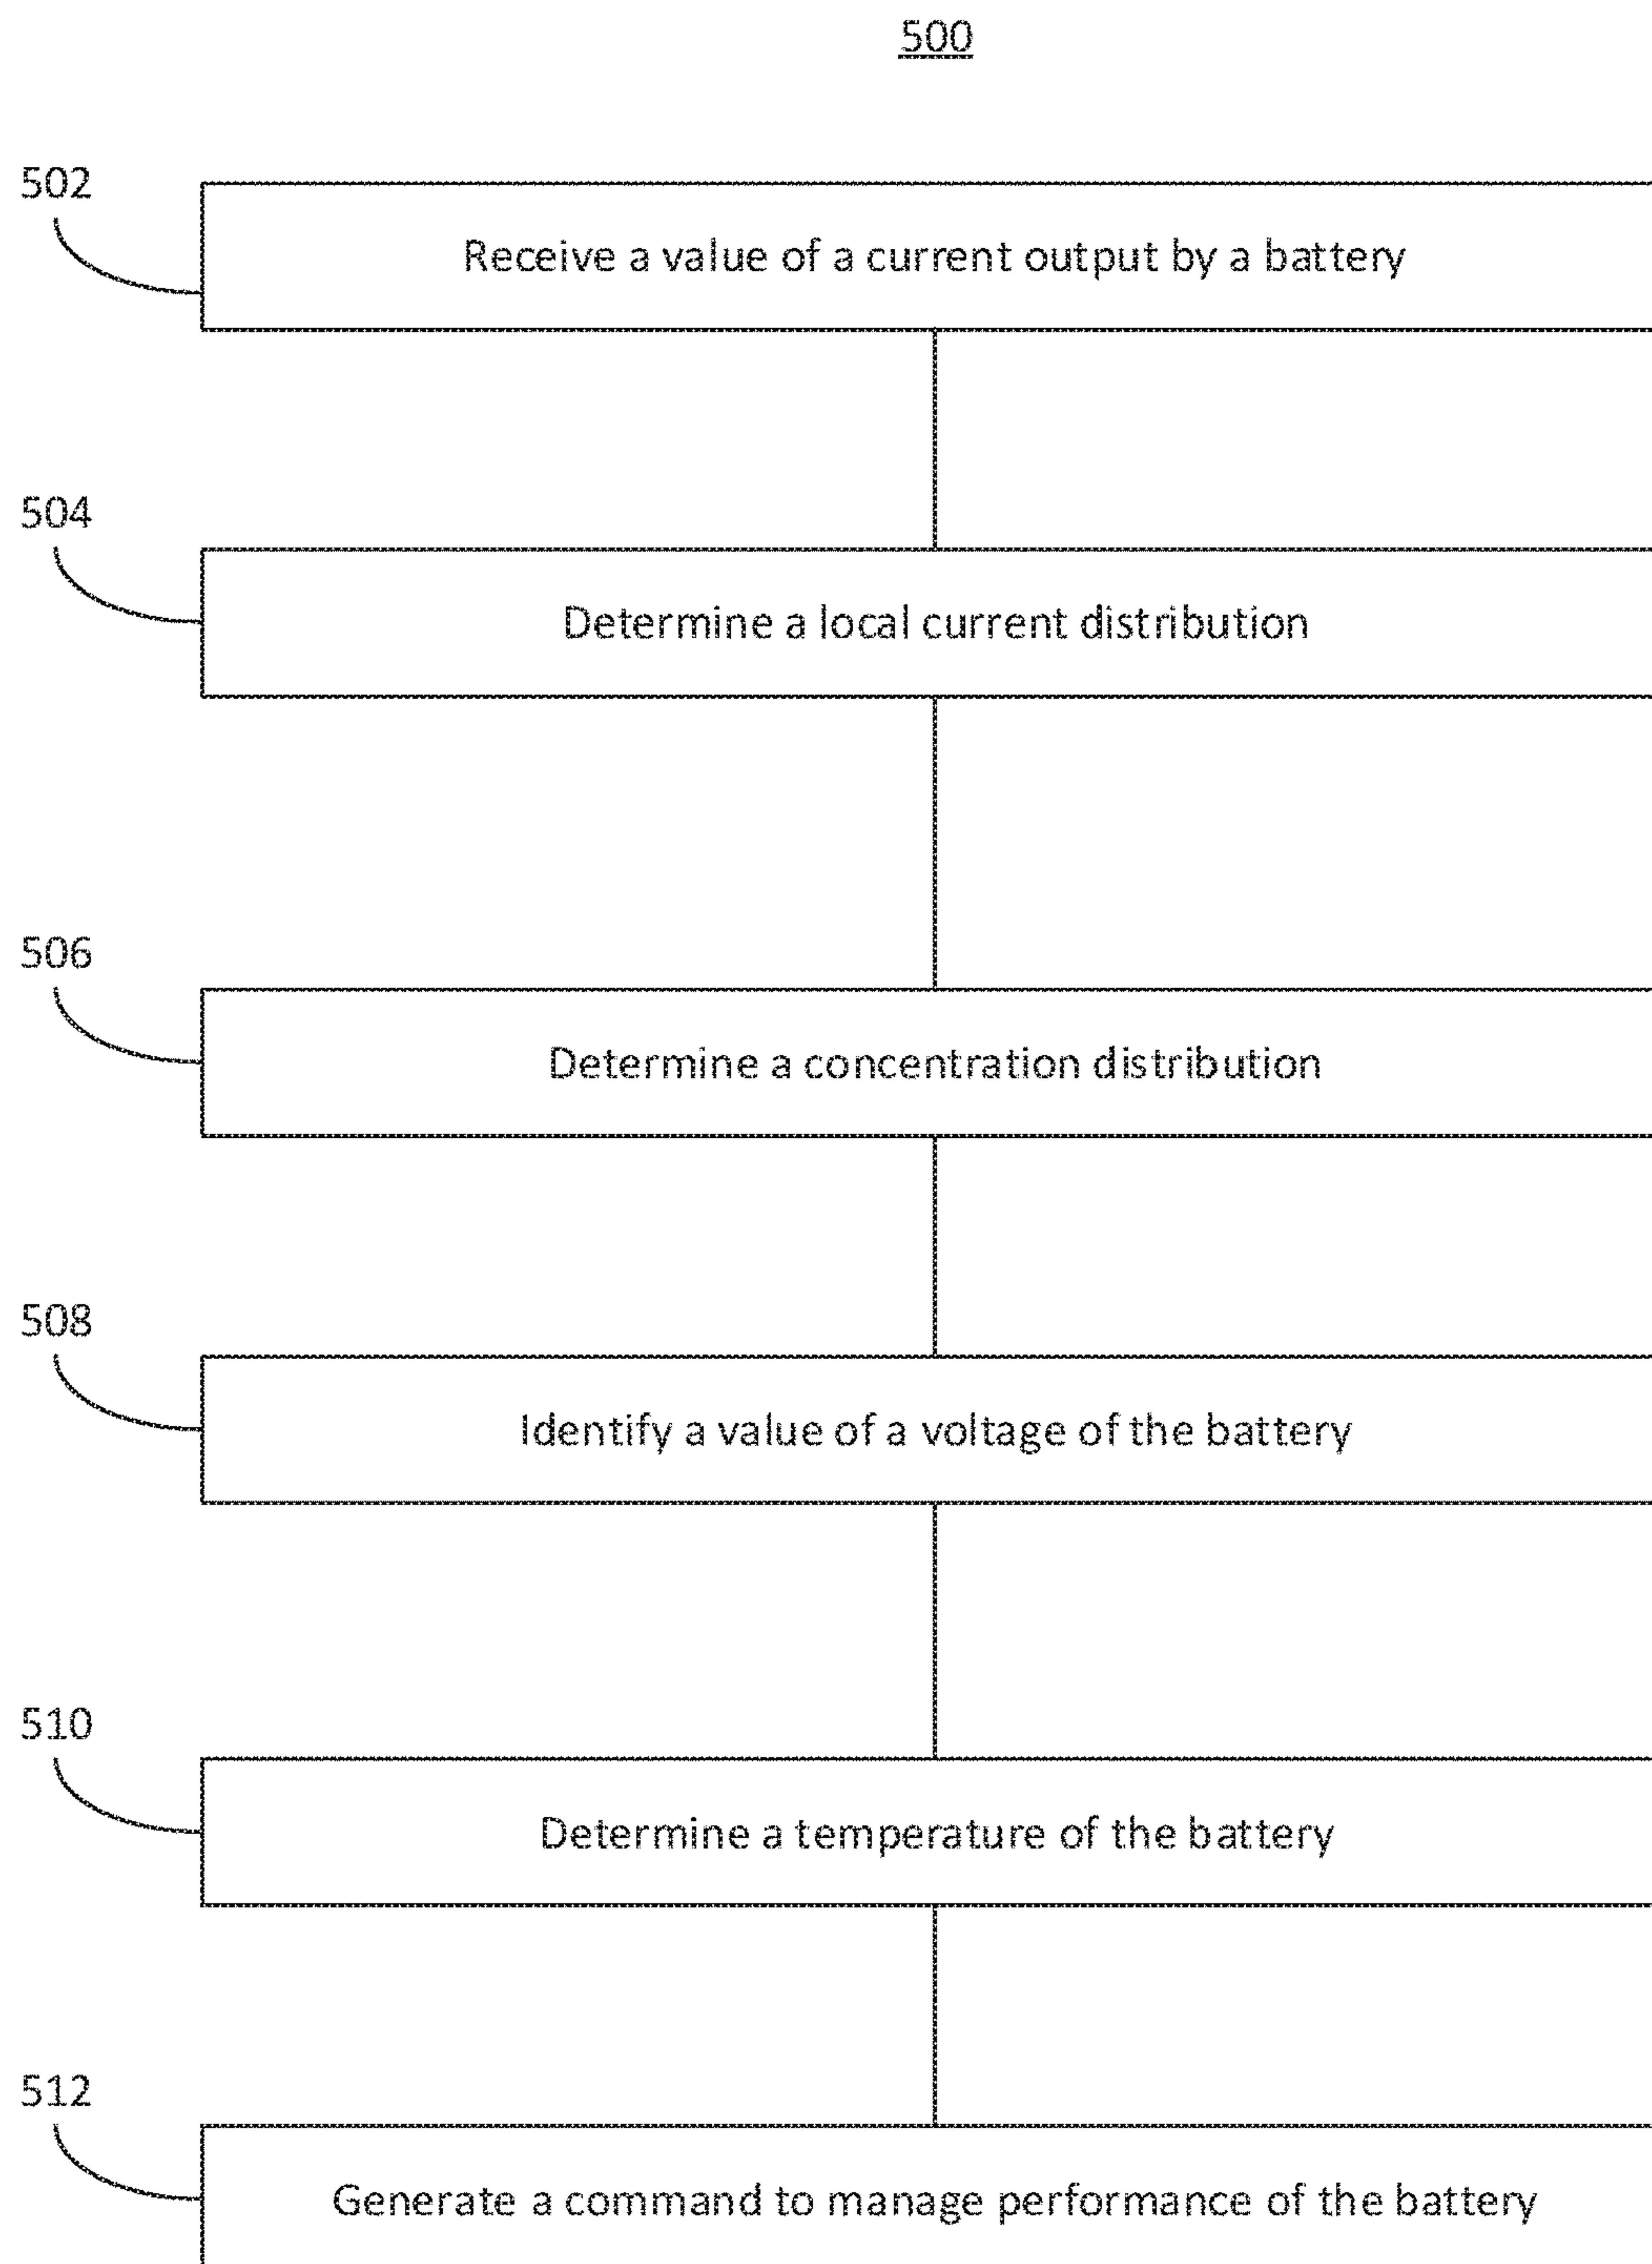 500
502
Receive a value of a current output by a battery
504
Determine a local current distribution
506
Determine a concentration distribution
508
Identify a value of a voltage of the battery
510
Determine a temperature of the battery
512
Generate a command to manage performance of the battery